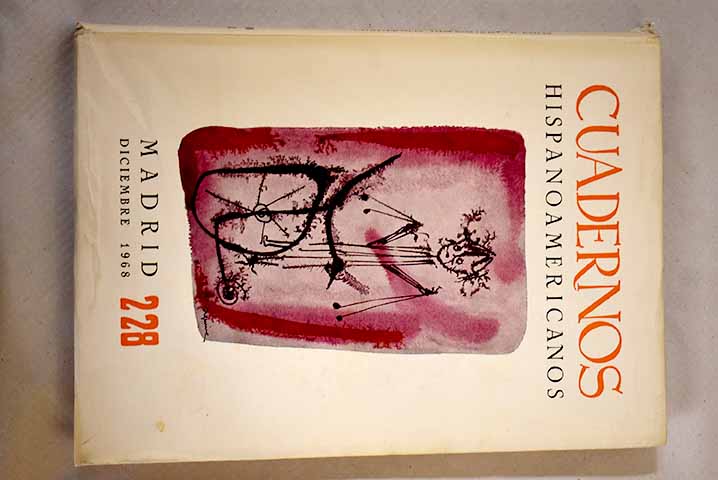 CUADERNOS
HISPANOAMERICANOS
MADRID
DICIEMBRE 1968
228